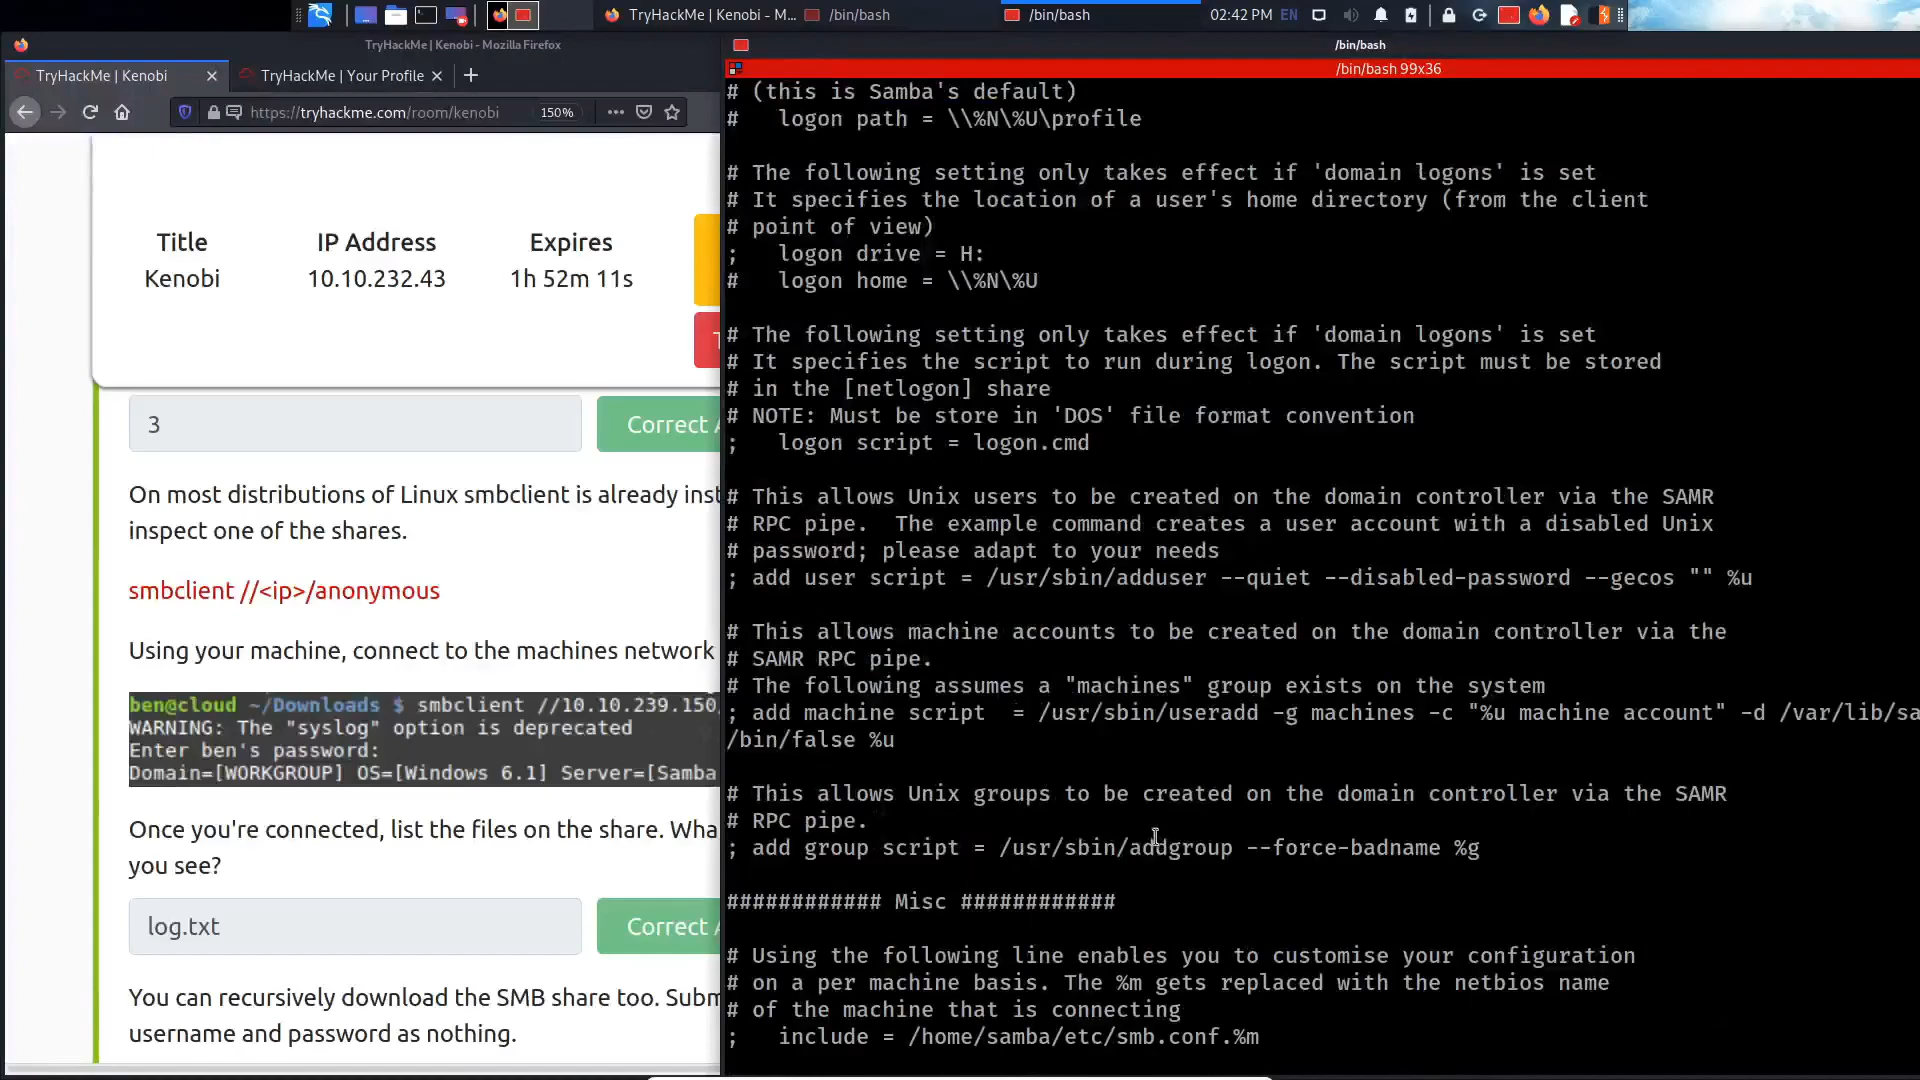 TryHackMe | Kenobi - M...
/bin/bash
/bin/bash
02:42 PM EN
TryHackMe | Kenobi - Mozilla Firefox
TryHackMe | Kenobi
TryHackMe | Your Profile
https://tryhackme.com/room/kenobi
150%
Title
IP Address
Expires
Kenobi
10.10.232.43
1h 52m 11s
T
3
Correct A
On most distributions of Linux smbclient is already inst
inspect one of the shares.
smbclient //<ip>/anonymous
Using your machine, connect to the machines network
ben@cloud ~/Downloads $ smbclient //10.10.239.150/
WARNING: The "syslog" option is deprecated
Enter ben's password:
Domain=[WORKGROUP] OS=[Windows 6.1] Server=[Samba
Once you're connected, list the files on the share. Wha
you see?
log.txt
Correct A
You can recursively download the SMB share too. Subm
username and password as nothing.
/bin/bash
/bin/bash 99x36
# (this is Samba's default)
#   logon path = \\%N\%U\profile
# The following setting only takes effect if 'domain logons' is set
# It specifies the location of a user's home directory (from the client
# point of view)
;   logon drive = H:
#   logon home = \\%N\%U
# The following setting only takes effect if 'domain logons' is set
# It specifies the script to run during logon. The script must be stored
# in the [netlogon] share
# NOTE: Must be store in 'DOS' file format convention
;   logon script = logon.cmd
# This allows Unix users to be created on the domain controller via the SAMR
# RPC pipe.  The example command creates a user account with a disabled Unix
# password; please adapt to your needs
; add user script = /usr/sbin/adduser --quiet --disabled-password --gecos "" %u
# This allows machine accounts to be created on the domain controller via the
# SAMR RPC pipe.
# The following assumes a "machines" group exists on the system
; add machine script  = /usr/sbin/useradd -g machines -c "%u machine account" -d /var/lib/sa
/bin/false %u
# This allows Unix groups to be created on the domain controller via the SAMR
# RPC pipe.
; add group script = /usr/sbin/addgroup --force-badname %g
############ Misc ############
# Using the following line enables you to customise your configuration
# on a per machine basis. The %m gets replaced with the netbios name
# of the machine that is connecting
;   include = /home/samba/etc/smb.conf.%m